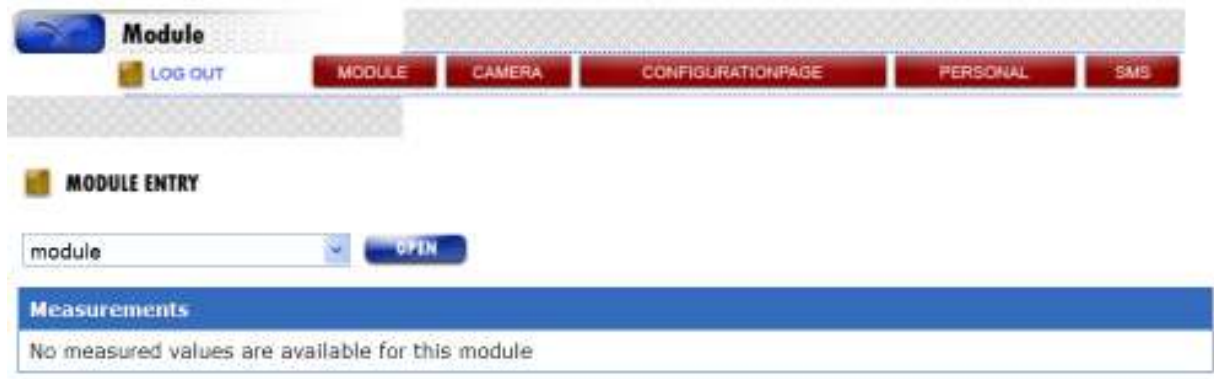 Module
LOG OUT MODULE CAMERA CONFIGURATIONPAGE PERSONAL SMS
MODULE ENTRY
module OPEN
Measurements
No measured values are available for this module